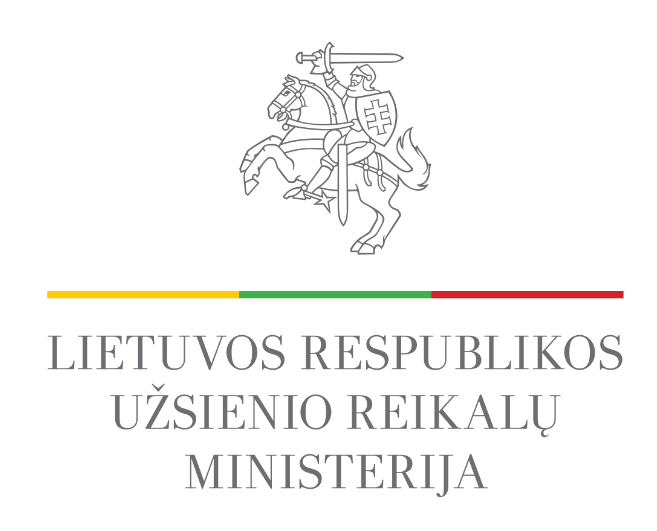 LIETUVOS RESPUBLIKOS
UŽSIENIO REIKALŲ
MINISTERIJA